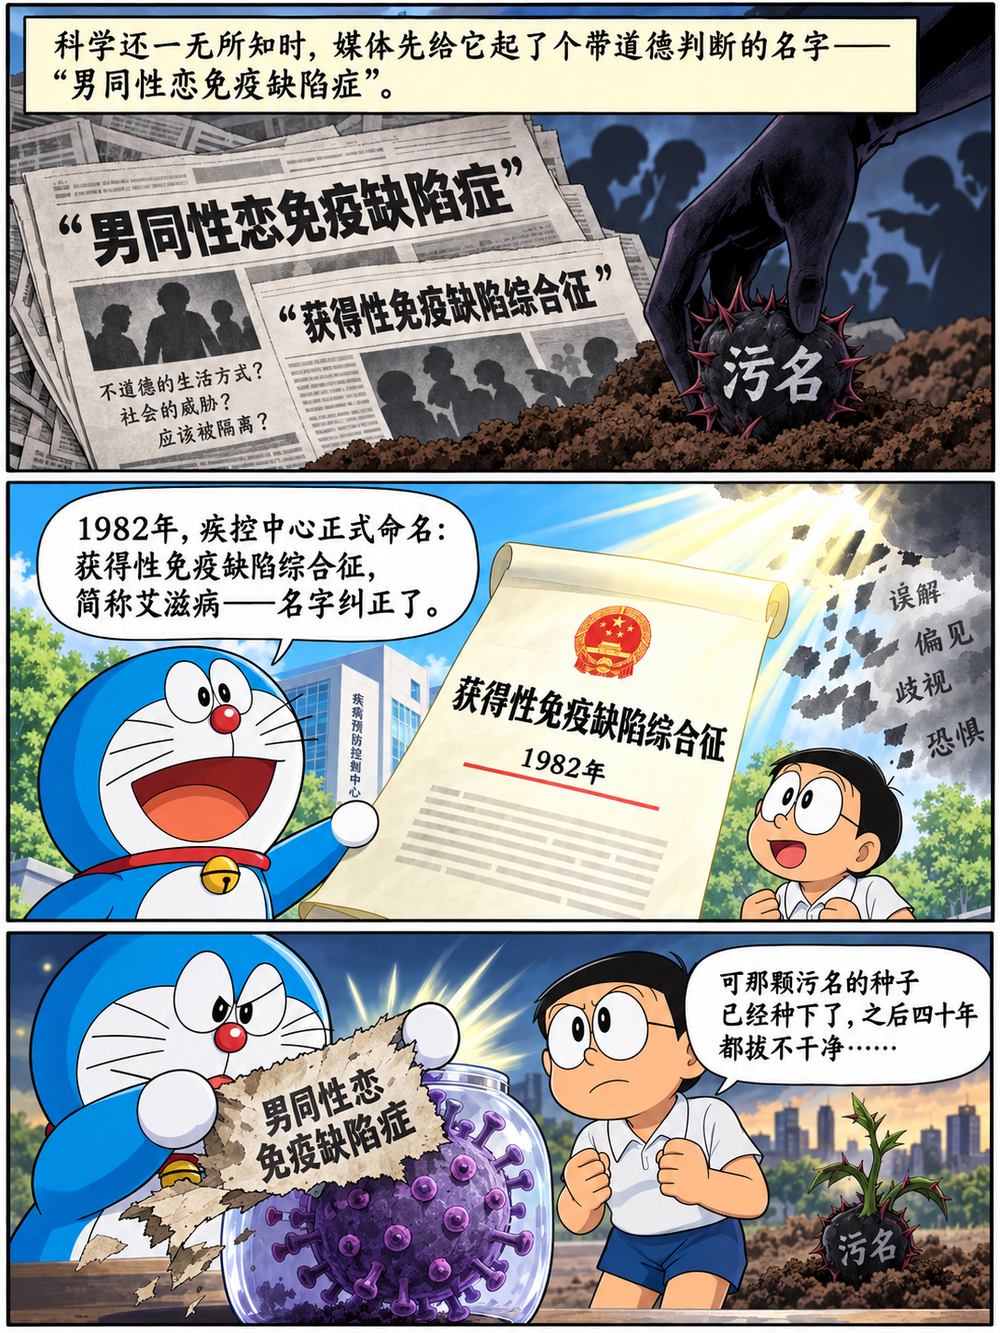 科学还一无所知时，媒体先给它起了个带道德判断的名字——
“男同性恋免疫缺陷症”。
“男同性恋免疫缺陷症”
“获得性免疫缺陷综合征”
不道德的生活方式？
社会的威胁？
应该被隔离？
污名
1982年，疾控中心正式命名：
获得性免疫缺陷综合征，
简称艾滋病——名字纠正了。
疾病预防控制中心
获得性免疫缺陷综合征
1982年
误解
偏见
歧视
恐惧
男同性恋
免疫缺陷症
可那颗污名的种子
已经种下了，之后四十年
都拔不干净……
污名